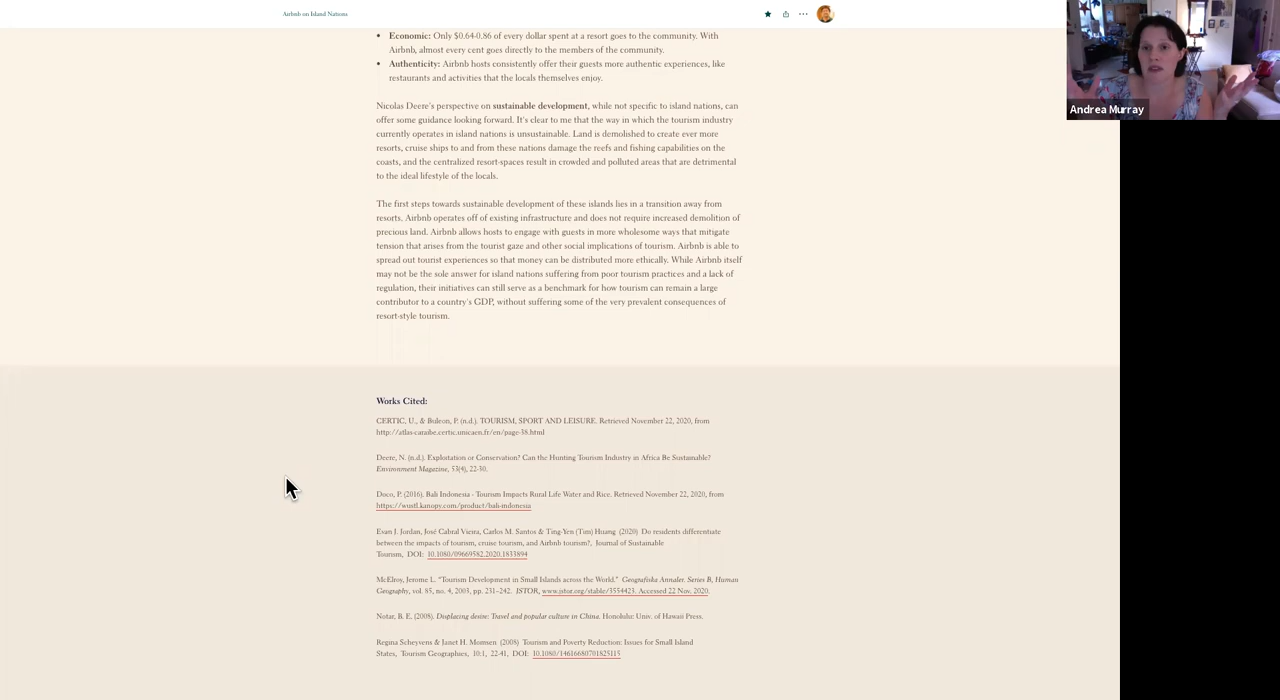 Airbnb on Island Nations
• Economic: Only $0.64-0.86 of every dollar spent at a resort goes to the community. With
Airbnb, almost every cent goes directly to the members of the community.
• Authenticity: Airbnb hosts consistently offer their guests more authentic experiences, like
restaurants and activities that the locals themselves enjoy.
Nicolas Deere's perspective on sustainable development, while not specific to island nations, can
offer some guidance looking forward. It's clear to me that the way in which the tourism industry
currently operates in island nations is unsustainable. Land is demolished to create ever more
resorts, cruise ships to and from these nations damage the reefs and fishing capabilities on the
coasts, and the centralized resort-spaces result in crowded and polluted areas that are detrimental
to the ideal lifestyle of the locals.
The first steps towards sustainable development of these islands lies in a transition away from
resorts. Airbnb operates off of existing infrastructure and does not require increased demolition of
precious land. Airbnb allows hosts to engage with guests in more wholesome ways that mitigate
tension that arises from the tourist gaze and other social implications of tourism. Airbnb is able to
spread out tourist experiences so that money can be distributed more ethically. While Airbnb itself
may not be the sole answer for island nations suffering from poor tourism practices and a lack of
regulation, their initiatives can still serve as a benchmark for how tourism can remain a large
contributor to a country's GDP, without suffering some of the very prevalent consequences of
resort-style tourism.
Works Cited:
CERTIC, U., & Buleon, P. (n.d.). TOURISM, SPORT AND LEISURE. Retrieved November 22, 2020, from
http://atlas-caraibe.certic.unicaen.fr/en/page-38.html
Deere, N. (n.d.). Exploitation or Conservation? Can the Hunting Tourism Industry in Africa Be Sustainable?
Environment Magazine, 53(4), 22-30.
Doco, P. (2016). Bali Indonesia - Tourism Impacts Rural Life Water and Rice. Retrieved November 22, 2020, from
https://wustl.kanopy.com/product/bali-indonesia
Evan J. Jordan, José Cabral Vieira, Carlos M. Santos & Ting-Yen (Tim) Huang (2020) Do residents differentiate
between the impacts of tourism, cruise tourism, and Airbnb tourism?, Journal of Sustainable
Tourism, DOI: 10.1080/09669582.2020.1833894
McElroy, Jerome L. "Tourism Development in Small Islands across the World." Geografiska Annaler. Series B, Human
Geography, vol. 85, no. 4, 2003, pp. 231–242. JSTOR, www.jstor.org/stable/3554423. Accessed 22 Nov. 2020.
Notar, B. E. (2008). Displacing desire: Travel and popular culture in China. Honolulu: Univ. of Hawaii Press.
Regina Scheyvens & Janet H. Momsen (2008) Tourism and Poverty Reduction: Issues for Small Island
States, Tourism Geographies, 10:1, 22-41, DOI: 10.1080/14616680701825115
Andrea Murray